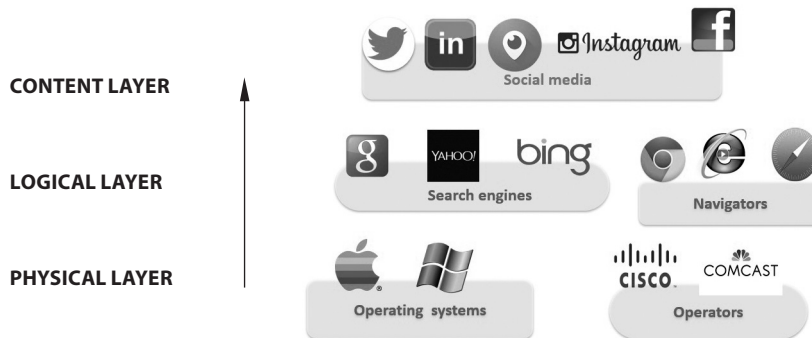 in
Instagram
f
Social media
CONTENT LAYER
g
YAHOO!
bing
Search engines
Navigators
LOGICAL LAYER
CISCO
COMCAST
PHYSICAL LAYER
Operating systems
Operators